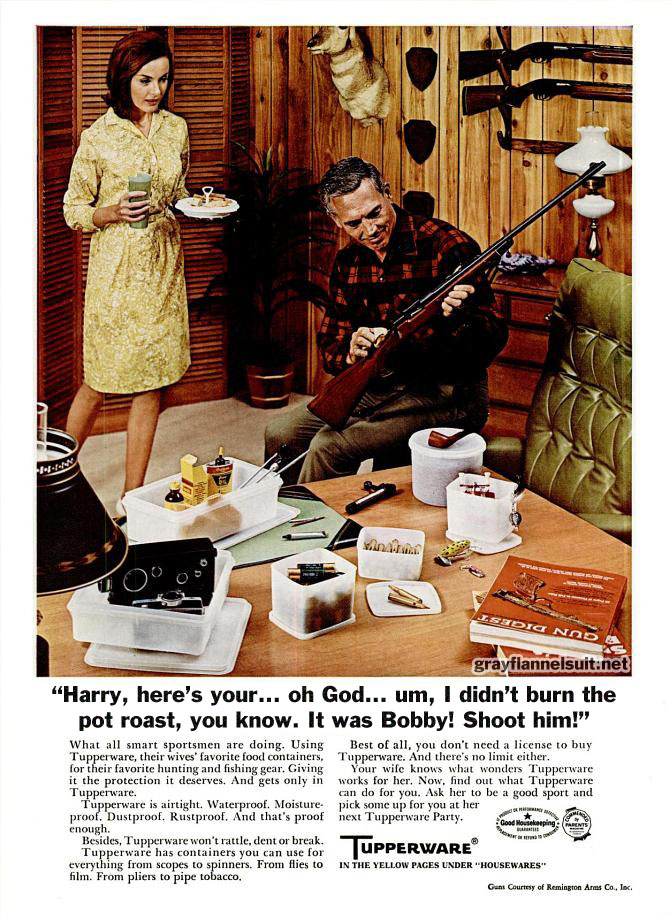 GUN DIGEST
grayflannelsuit.net
“Harry, here’s your... oh God... um, I didn’t burn the
pot roast, you know. It was Bobby! Shoot him!”
What all smart sportsmen are doing. Using
Tupperware, their wives’ favorite food containers,
for their favorite hunting and fishing gear. Giving
it the protection it deserves. And gets only in
Tupperware.
Tupperware is airtight. Waterproof. Moisture-
proof. Dustproof. Rustproof. And that’s proof
enough.
Besides, Tupperware won’t rattle, dent or break.
Tupperware has containers you can use for
everything from scopes to spinners. From flies to
film. From pliers to pipe tobacco.
Best of all, you don’t need a license to buy
Tupperware. And there’s no limit either.
Your wife knows what wonders Tupperware
works for her. Now, find out what Tupperware
can do for you. Ask her to be a good sport and
pick some up for you at her
next Tupperware Party.
Good Housekeeping
GUARANTEES
COMMENDED
PARENTS'
TUPPERWARE®
IN THE YELLOW PAGES UNDER “HOUSEWARES”
Guns Courtesy of Remington Arms Co., Inc.